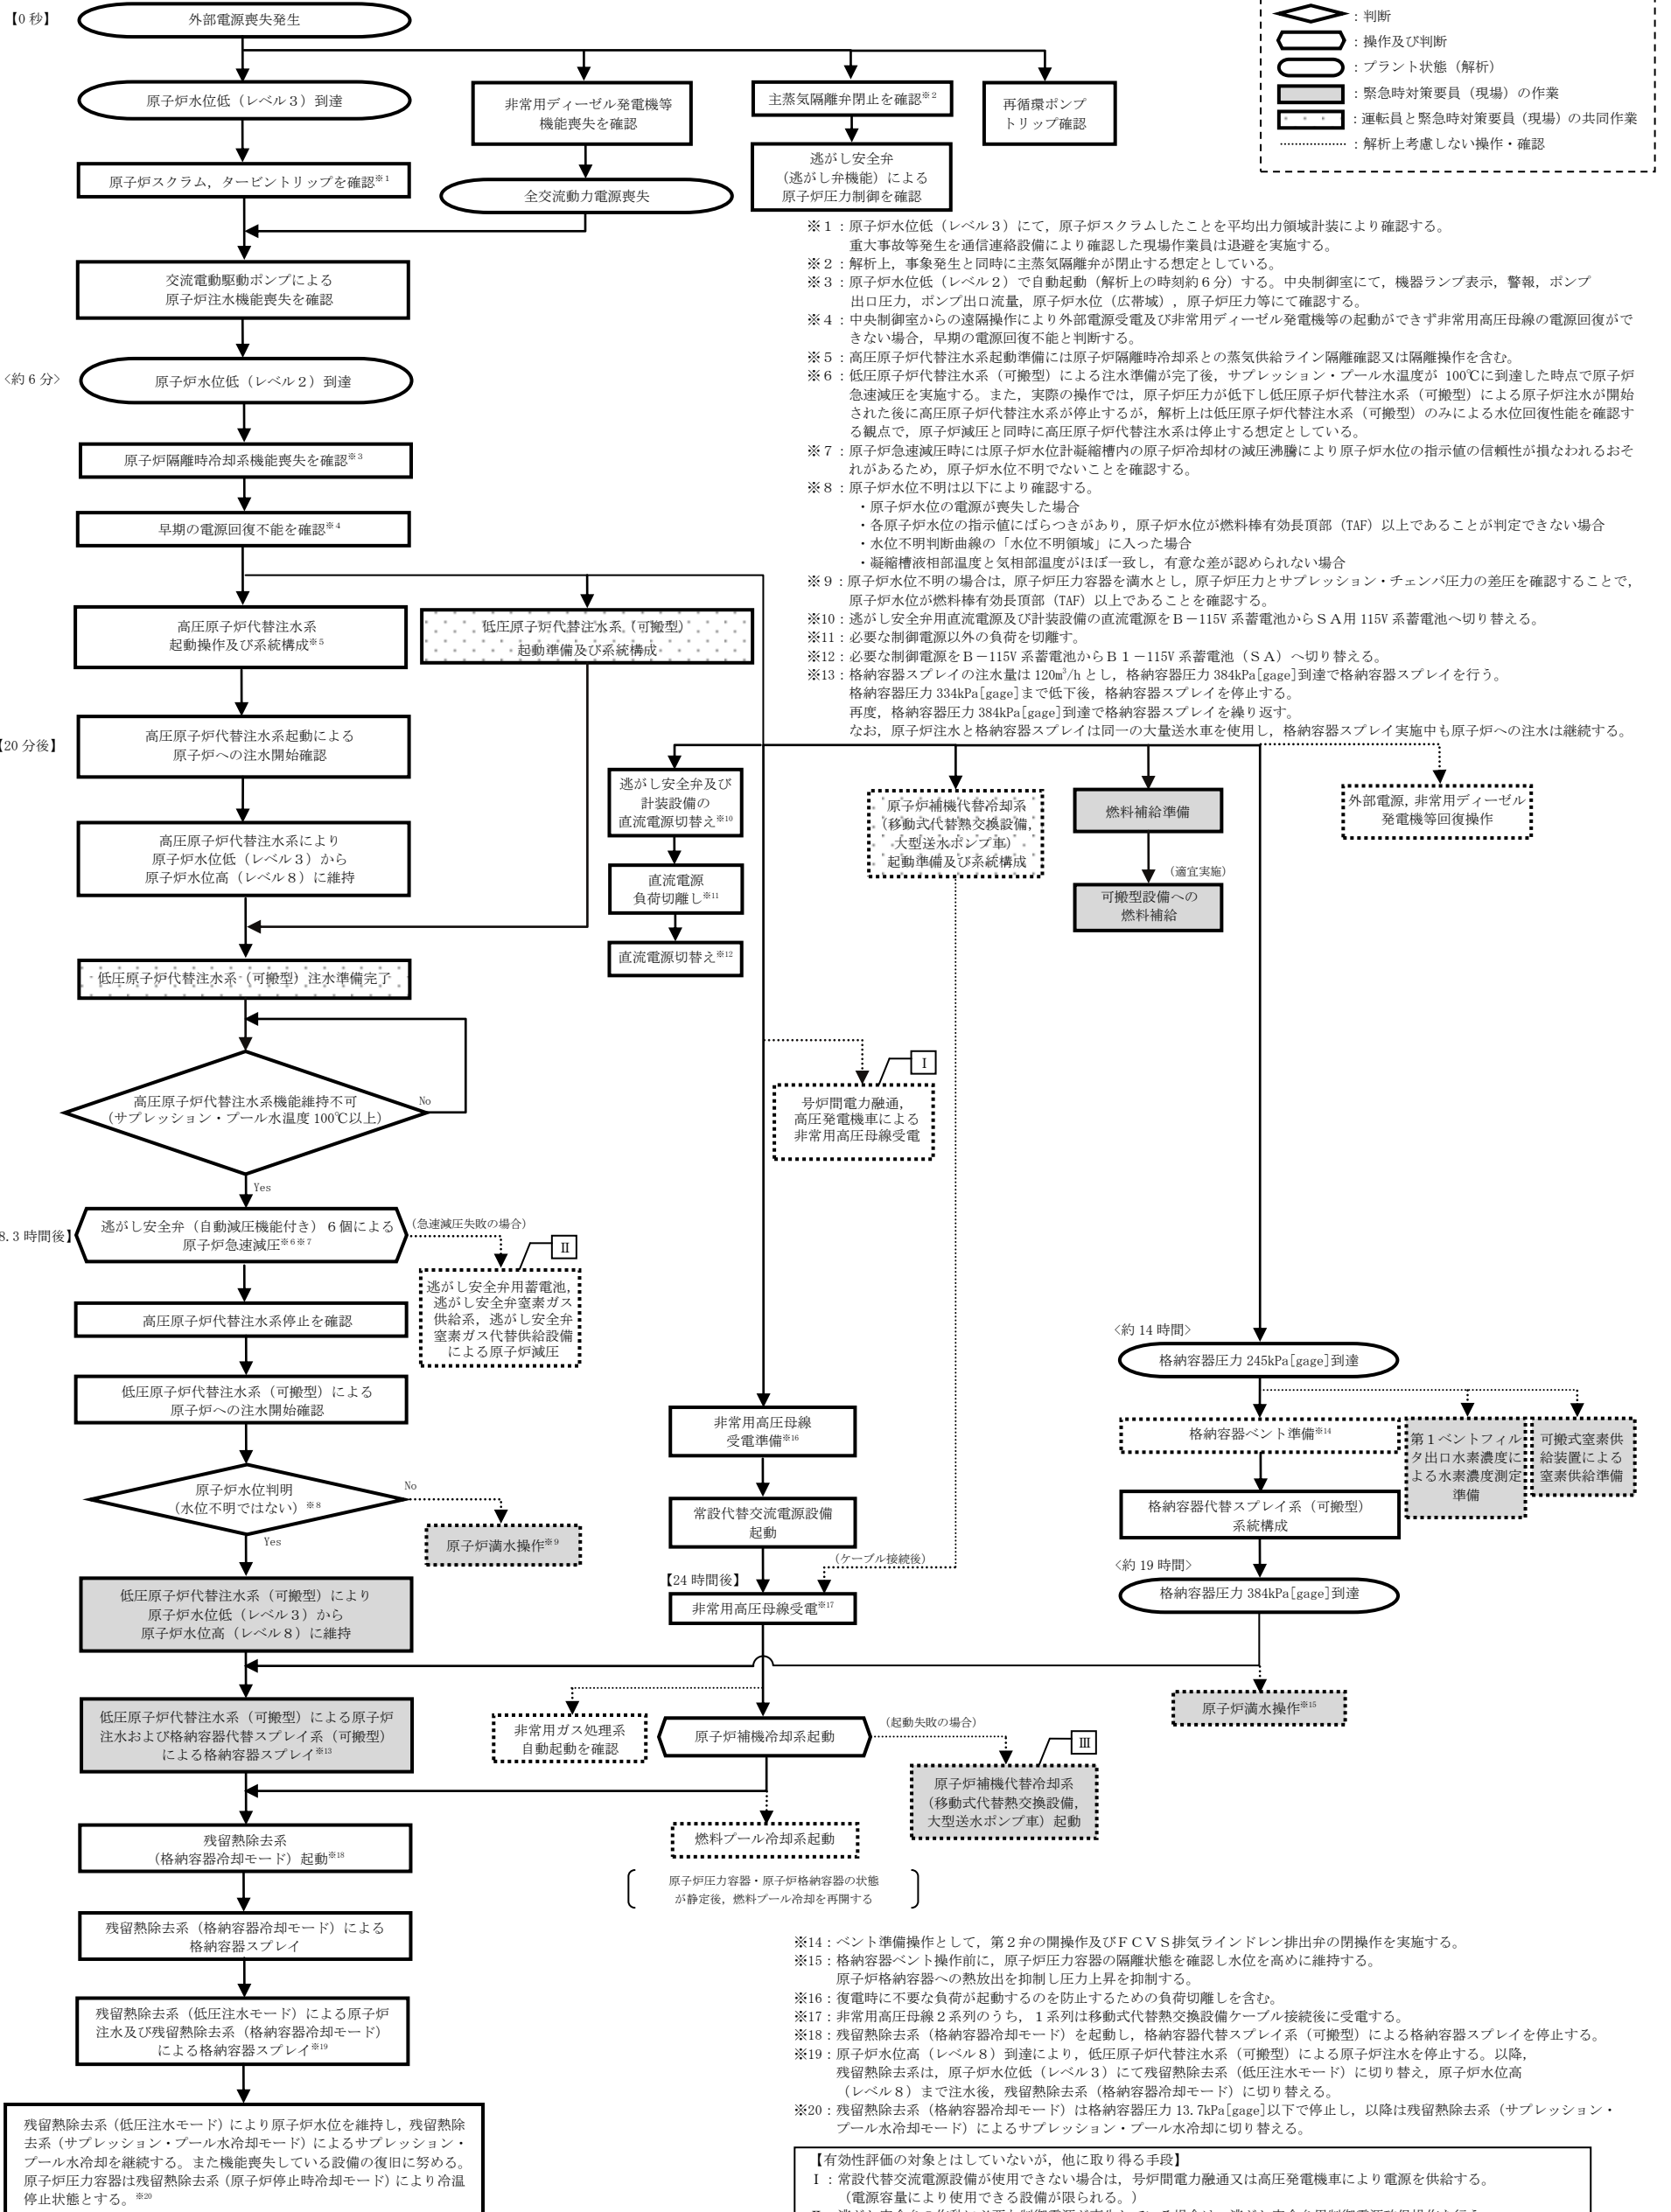 【0 秒】
外部電源喪失発生
：判断
：操作及び判断
：プラント状態（解析）
：緊急時対策要員（現場）の作業
：運転員と緊急時対策要員（現場）の共同作業
：解析上考慮しない操作・確認
原子炉水位低（レベル３）到達
非常用ディーゼル発電機等
機能喪失を確認
主蒸気隔離弁閉止を確認※２
再循環ポンプ
トリップ確認
原子炉スクラム，タービントリップを確認※１
全交流動力電源喪失
逃がし安全弁
（逃がし弁機能）による
原子炉圧力制御を確認
交流電動駆動ポンプによる
原子炉注水機能喪失を確認
〈約 6 分〉
原子炉水位低（レベル２）到達
原子炉隔離時冷却系機能喪失を確認※３
早期の電源回復不能を確認※４
※１：原子炉水位低（レベル３）にて，原子炉スクラムしたことを平均出力領域計装により確認する。
重大事故等発生を通信連絡設備により確認した現場作業員は退避を実施する。
※２：解析上，事象発生と同時に主蒸気隔離弁が閉止する想定としている。
※３：原子炉水位低（レベル２）で自動起動（解析上の時刻約６分）する。中央制御室にて，機器ランプ表示，警報，ポンプ
出口圧力，ポンプ出口流量，原子炉水位（広帯域），原子炉圧力等にて確認する。
※４：中央制御室からの遠隔操作により外部電源受電及び非常用ディーゼル発電機等の起動ができず非常用高圧母線の電源回復がで
きない場合，早期の電源回復不能と判断する。
※５：高圧原子炉代替注水系起動準備には原子炉隔離時冷却系との蒸気供給ライン隔離確認又は隔離操作を含む。
※６：低圧原子炉代替注水系（可搬型）による注水準備が完了後，サプレッション・プール水温度が 100℃に到達した時点で原子炉
急速減圧を実施する。また，実際の操作では，原子炉圧力が低下し低圧原子炉代替注水系（可搬型）による原子炉注水が開始
された後に高圧原子炉代替注水系が停止するが，解析上は低圧原子炉代替注水系（可搬型）のみによる水位回復性能を確認す
る観点で，原子炉減圧と同時に高圧原子炉代替注水系は停止する想定としている。
※７：原子炉急速減圧時には原子炉水位計凝縮槽内の原子炉冷却材の減圧沸騰により原子炉水位の指示値の信頼性が損なわれるおそ
れがあるため，原子炉水位不明でないことを確認する。
※８：原子炉水位不明は以下により確認する。
・原子炉水位の電源が喪失した場合
・各原子炉水位の指示値にばらつきがあり，原子炉水位が燃料棒有効長頂部（TAF）以上であることが判定できない場合
・水位不明判断曲線の「水位不明領域」に入った場合
・凝縮槽液相部温度と気相部温度がほぼ一致し，有意な差が認められない場合
※９：原子炉水位不明の場合は，原子炉圧力容器を満水とし，原子炉圧力とサプレッション・チェンバ圧力の差圧を確認することで，
原子炉水位が燃料棒有効長頂部（TAF）以上であることを確認する。
※10：逃がし安全弁用直流電源及び計装設備の直流電源をＢ－115V 系蓄電池からＳＡ用 115V 系蓄電池へ切り替える。
※11：必要な制御電源以外の負荷を切離す。
※12：必要な制御電源をＢ－115V 系蓄電池からＢ１－115V 系蓄電池（SA）へ切り替える。
※13：格納容器スプレイの注水量は 120m³/h とし，格納容器圧力 384kPa[gage]到達で格納容器スプレイを行う。
格納容器圧力 334kPa[gage]まで低下後，格納容器スプレイを停止する。
再度，格納容器圧力 384kPa[gage]到達で格納容器スプレイを繰り返す。
なお，原子炉注水と格納容器スプレイは同一の大量送水車を使用し，格納容器スプレイ実施中も原子炉への注水は継続する。
高圧原子炉代替注水系
起動操作及び系統構成※５
低圧原子炉代替注水系（可搬型）
起動準備及び系統構成
20 分後】
高圧原子炉代替注水系起動による
原子炉への注水開始確認
逃がし安全弁及び
計装設備の
直流電源切替え※10
直流電源
負荷切離し※11
直流電源切替え※12
原子炉補機代替冷却系
（移動式代替熱交換設備，
大型送水ポンプ車）
起動準備及び系統構成
燃料補給準備
（適宜実施）
可搬型設備への
燃料補給
外部電源，非常用ディーゼル
発電機等回復操作
高圧原子炉代替注水系により
原子炉水位低（レベル３）から
原子炉水位高（レベル８）に維持
低圧原子炉代替注水系（可搬型）注水準備完了
高圧原子炉代替注水系機能維持不可
（サプレッション・プール水温度 100℃以上）
No
Yes
Ⅰ
号炉間電力融通，
高圧発電機車による
非常用高圧母線受電
8.3 時間後】
逃がし安全弁（自動減圧機能付き）６個による
原子炉急速減圧※６※７
（急速減圧失敗の場合）
Ⅱ
逃がし安全弁用蓄電池，
逃がし安全弁窒素ガス
供給系，逃がし安全弁
窒素ガス代替供給設備
による原子炉減圧
高圧原子炉代替注水系停止を確認
低圧原子炉代替注水系（可搬型）による
原子炉への注水開始確認
原子炉水位判明
（水位不明ではない）※８
No
Yes
原子炉満水操作※９
低圧原子炉代替注水系（可搬型）により
原子炉水位低（レベル３）から
原子炉水位高（レベル８）に維持
非常用高圧母線
受電準備※16
常設代替交流電源設備
起動
（ケーブル接続後）
【24 時間後】
非常用高圧母線受電※17
〈約 14 時間〉
格納容器圧力 245kPa[gage]到達
格納容器ベント準備※14
第１ベントフィル
タ出口水素濃度に
よる水素濃度測定
準備
可搬式窒素供
給装置による
窒素供給準備
格納容器代替スプレイ系（可搬型）
系統構成
〈約 19 時間〉
格納容器圧力 384kPa[gage]到達
原子炉満水操作※15
低圧原子炉代替注水系（可搬型）による原子炉
注水および格納容器代替スプレイ系（可搬型）
による格納容器スプレイ※13
非常用ガス処理系
自動起動を確認
原子炉補機冷却系起動
（起動失敗の場合）
Ⅲ
原子炉補機代替冷却系
（移動式代替熱交換設備，
大型送水ポンプ車）起動
燃料プール冷却系起動
原子炉圧力容器・原子炉格納容器の状態
が静定後，燃料プール冷却を再開する
残留熱除去系
（格納容器冷却モード）起動※18
残留熱除去系（格納容器冷却モード）による
格納容器スプレイ
残留熱除去系（低圧注水モード）による原子炉
注水及び残留熱除去系（格納容器冷却モード）
による格納容器スプレイ※19
残留熱除去系（低圧注水モード）により原子炉水位を維持し，残留熱除
去系（サプレッション・プール水冷却モード）によるサプレッション・
プール水冷却を継続する。また機能喪失している設備の復旧に努める。
原子炉圧力容器は残留熱除去系（原子炉停止時冷却モード）により冷温
停止状態とする。※20
※14：ベント準備操作として，第２弁の開操作及びＦＣＶＳ排気ラインドレン排出弁の閉操作を実施する。
※15：格納容器ベント操作前に，原子炉圧力容器の隔離状態を確認し水位を高めに維持する。
原子炉格納容器への熱放出を抑制し圧力上昇を抑制する。
※16：復電時に不要な負荷が起動するのを防止するための負荷切離しを含む。
※17：非常用高圧母線２系列のうち，１系列は移動式代替熱交換設備ケーブル接続後に受電する。
※18：残留熱除去系（格納容器冷却モード）を起動し，格納容器代替スプレイ系（可搬型）による格納容器スプレイを停止する。
※19：原子炉水位高（レベル８）到達により，低圧原子炉代替注水系（可搬型）による原子炉注水を停止する。以降，
残留熱除去系は，原子炉水位低（レベル３）にて残留熱除去系（低圧注水モード）に切り替え，原子炉水位高
（レベル８）まで注水後，残留熱除去系（格納容器冷却モード）に切り替える。
※20：残留熱除去系（格納容器冷却モード）は格納容器圧力 13.7kPa[gage]以下で停止し，以降は残留熱除去系（サプレッション・
プール水冷却モード）によるサプレッション・プール水冷却に切り替える。
【有効性評価の対象とはしていないが，他に取り得る手段】
Ⅰ：常設代替交流電源設備が使用できない場合は，号炉間電力融通又は高圧発電機車により電源を供給する。
（電源容量により使用できる設備が限られる。）